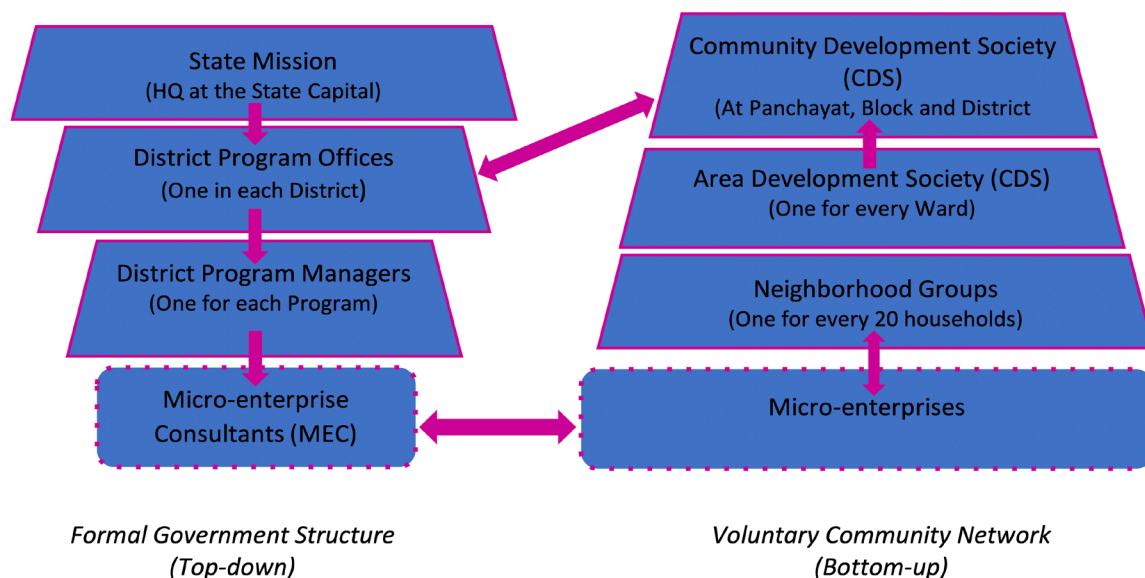 State Mission
(HQ at the State Capital)
District Program Offices
(One in each District)
District Program Managers
(One for each Program)
Micro-enterprise
Consultants (MEC)
Formal Government Structure
(Top-down)
Community Development Society
(CDS)
(At Panchayat, Block and District
Area Development Society (CDS)
(One for every Ward)
Neighborhood Groups
(One for every 20 households)
Micro-enterprises
Voluntary Community Network
(Bottom-up)